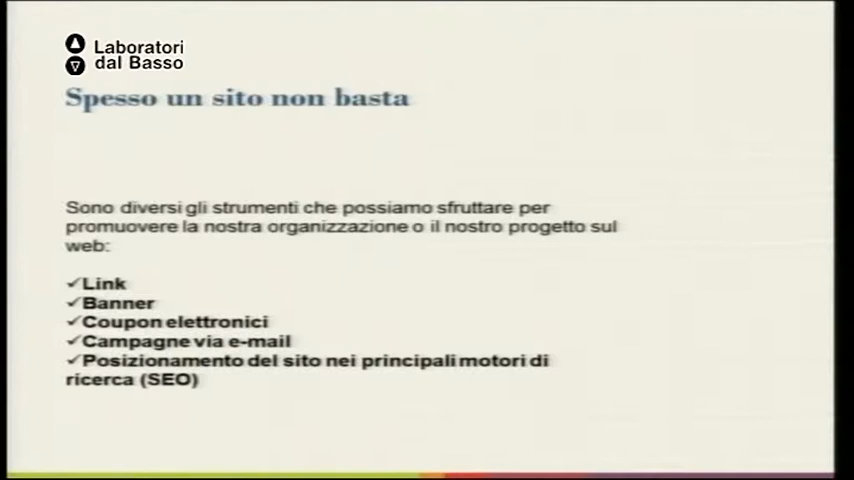 Laboratori
dal Basso
Spesso un sito non basta
Sono diversi gli strumenti che possiamo sfruttare per
promuovere la nostra organizzazione o il nostro progetto sul
web:
✓Link
✓Banner
✓Coupon elettronici
✓Campagne via e-mail
✓Posizionamento del sito nei principali motori di
ricerca (SEO)